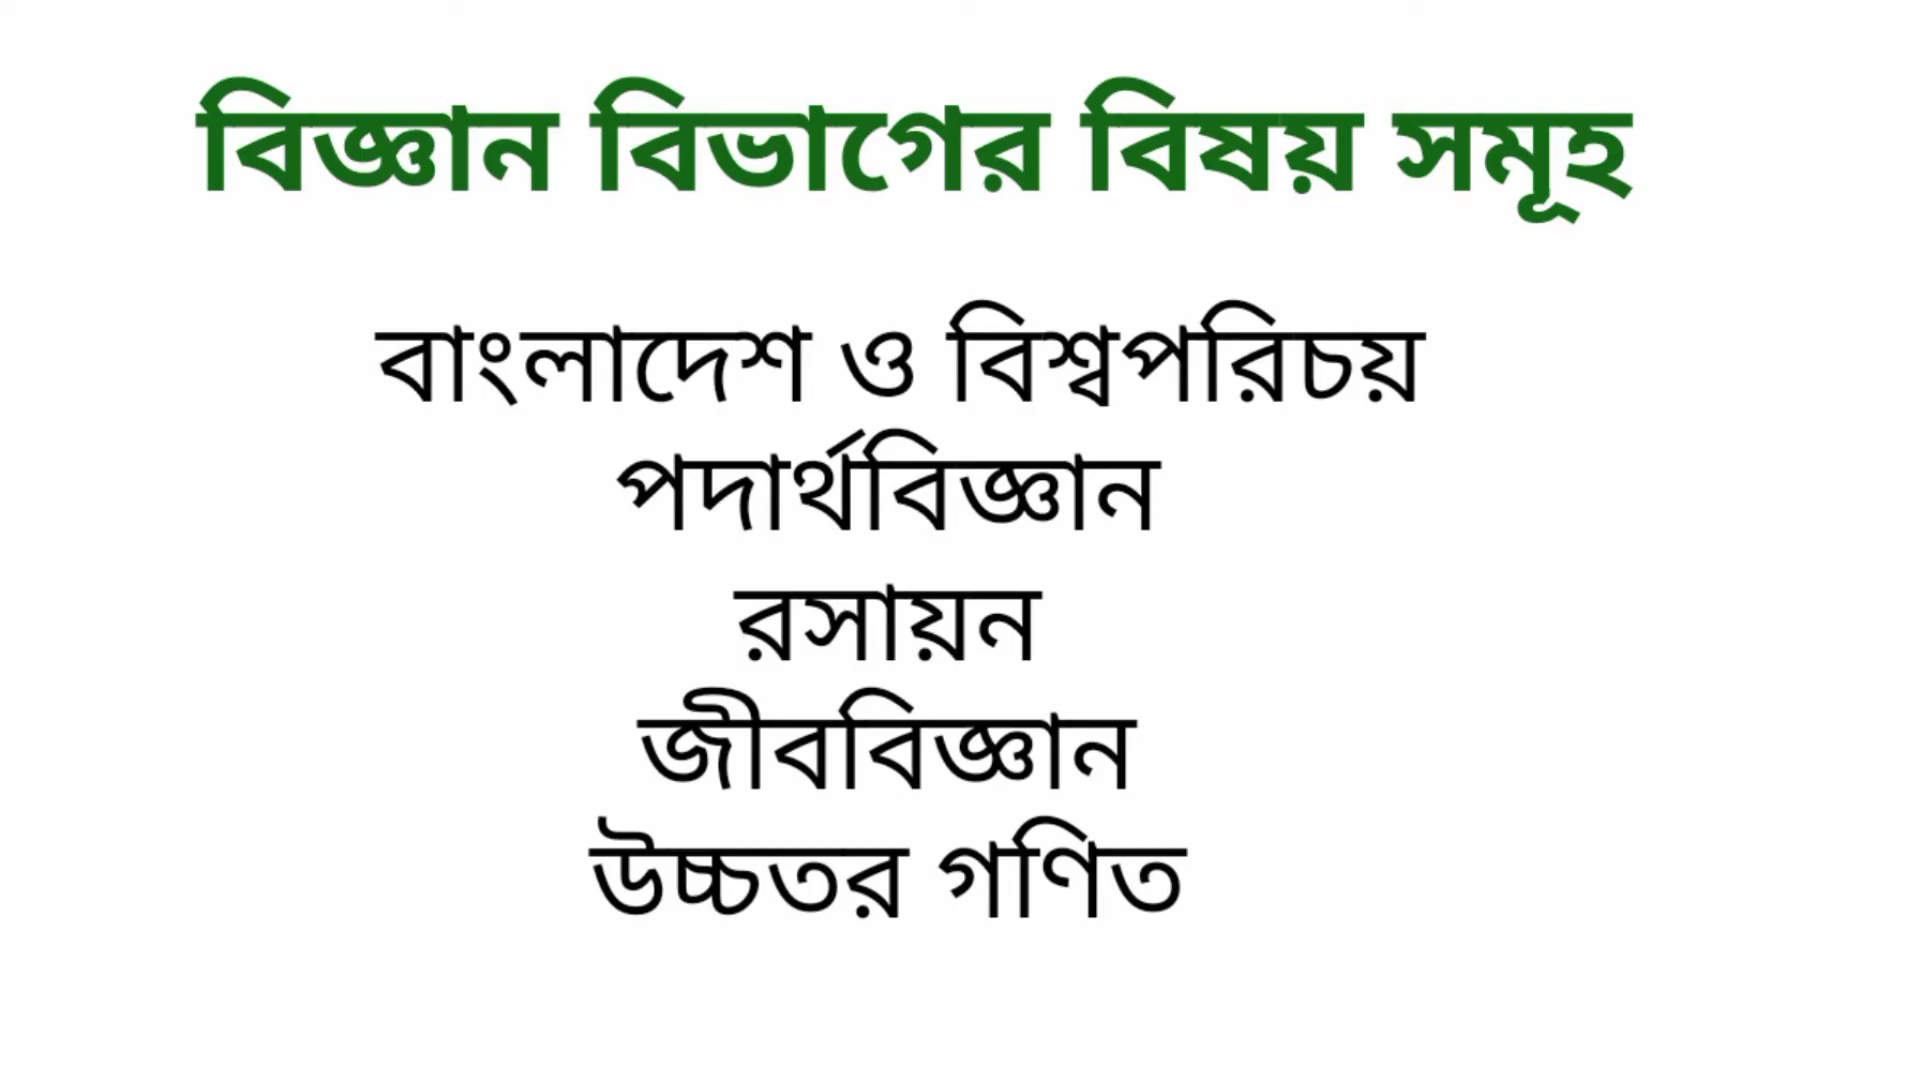 বিজ্ঞান বিভাগের বিষয় সমূহ
বাংলাদেশ ও বিশ্বপরিচয়
পদার্থবিজ্ঞান
রসায়ন
জীববিজ্ঞান
উচ্চতর গণিত